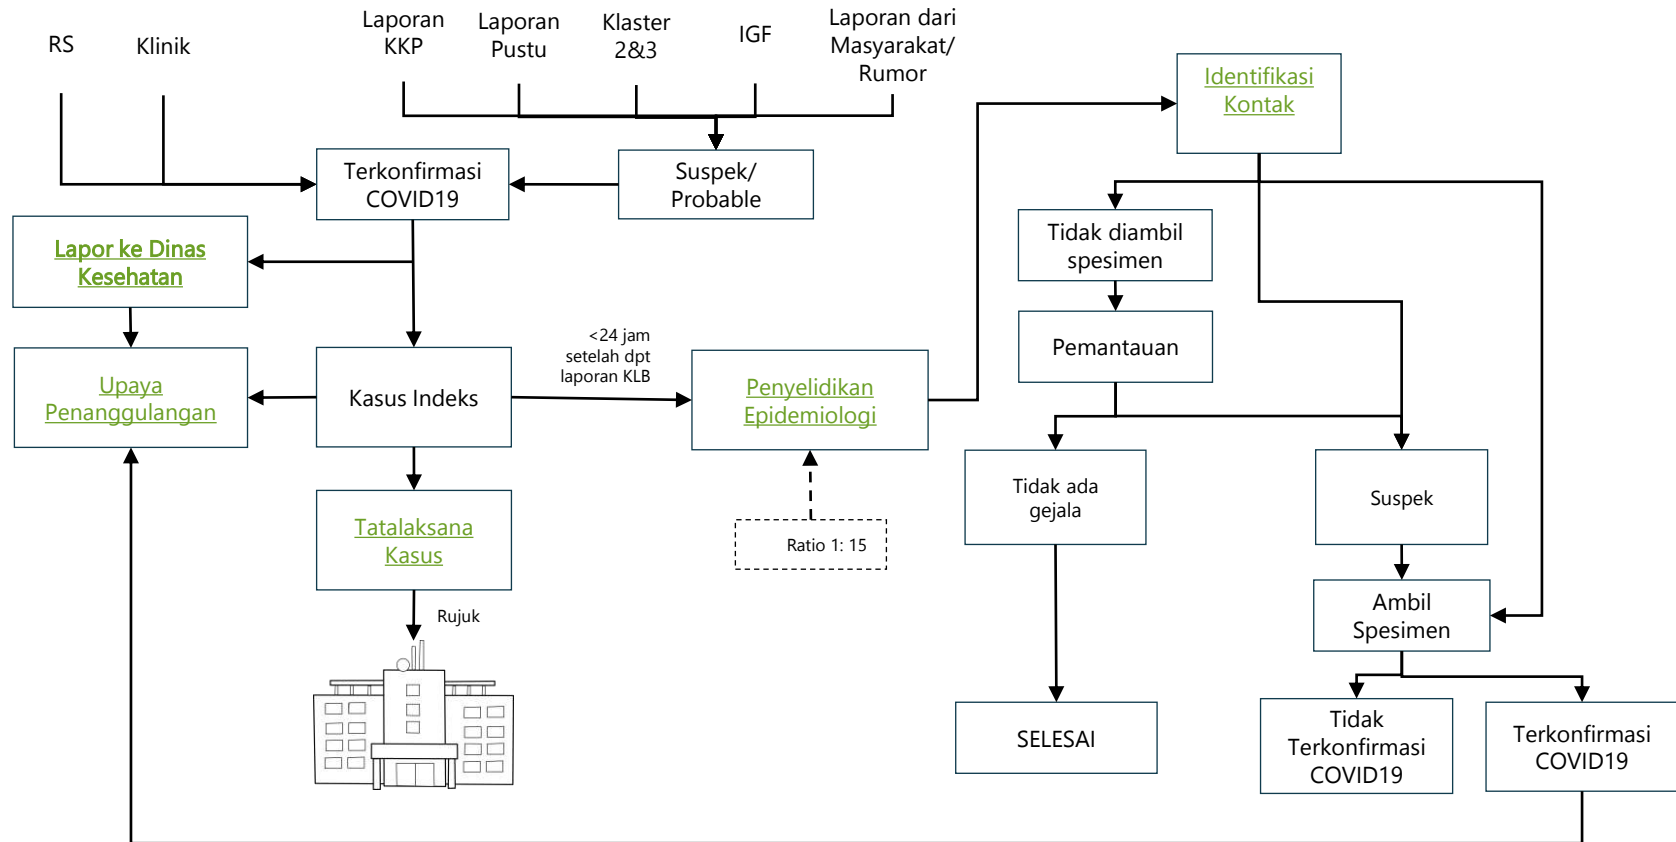 RS
Klinik
Laporan
KKP
Laporan
Pustu
Klaster
2&3
IGF
Laporan dari
Masyarakat/
Rumor
Identifikasi
Kontak
Terkonfirmasi
COVID19
Suspek/
Probable
Lapor ke Dinas
Kesehatan
Tidak diambil
spesimen
Pemantauan
Upaya
Penanggulangan
Kasus Indeks
<24 jam
setelah dpt
laporan KLB
Penyelidikan
Epidemiologi
Tidak ada
gejala
Suspek
Tatalaksana
Kasus
Ratio 1: 15
Rujuk
Ambil
Spesimen
SELESAI
Tidak
Terkonfirmasi
COVID19
Terkonfirmasi
COVID19